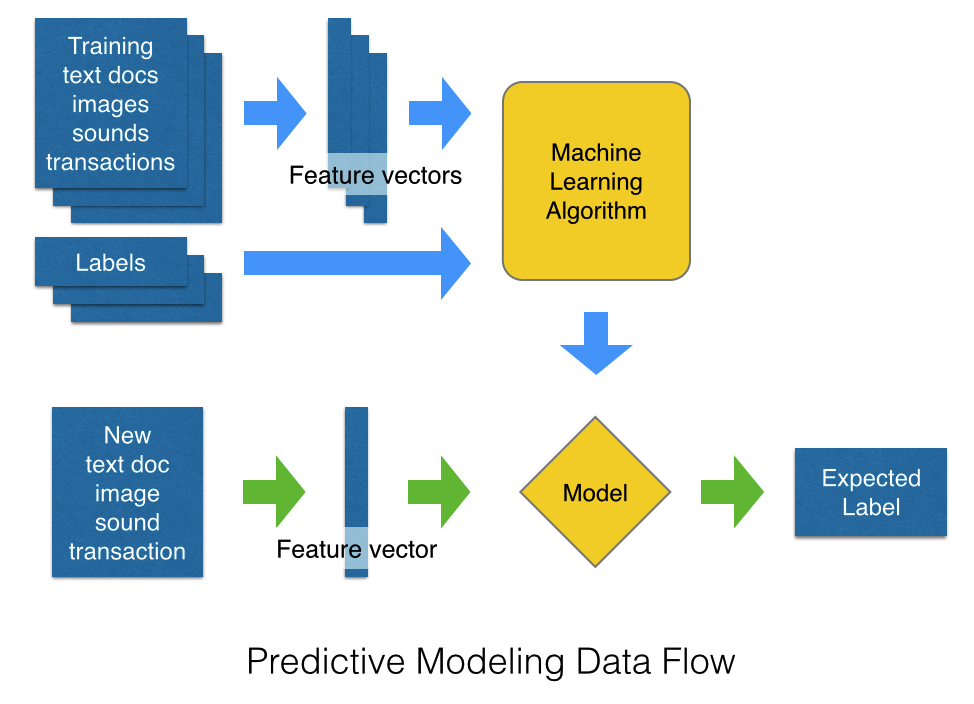 Training
text docs
images
sounds
transactions
Feature vectors
Labels
Machine
Learning
Algorithm
New
text doc
image
sound
transaction
Feature vector
Model
Expected
Label
Predictive Modeling Data Flow